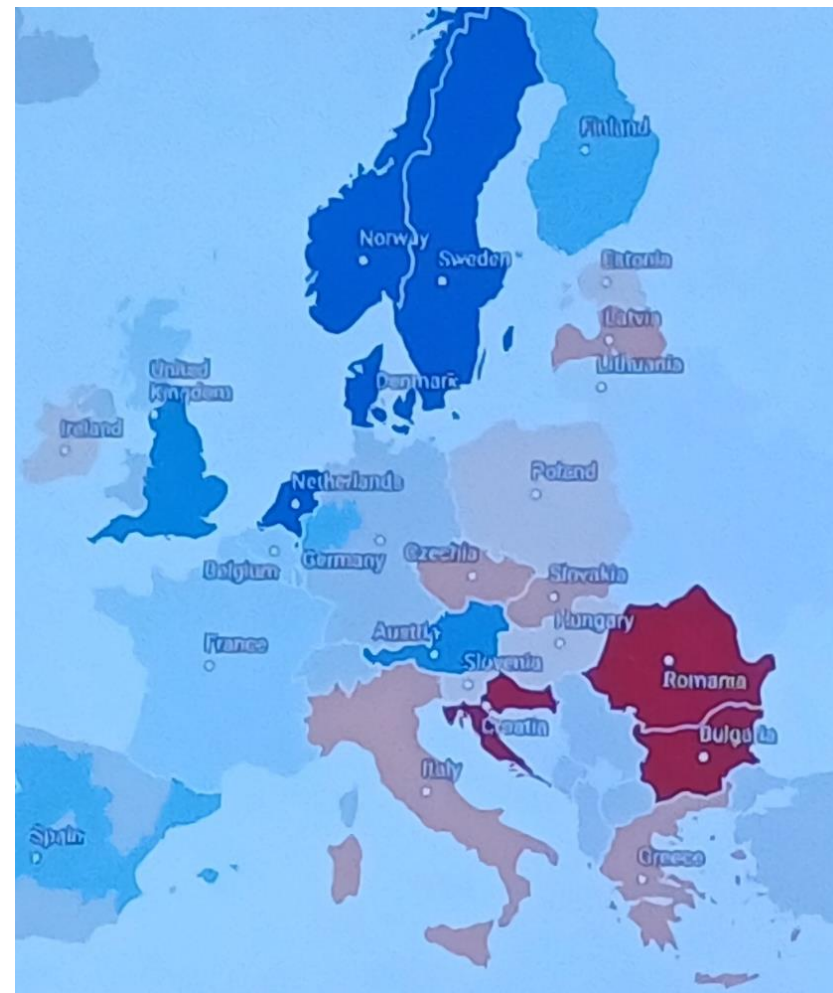 Finland
Norway
Sweden
Estonia
Latvia
Lithuania
United
Kingdom
Denmark
Ireland
Netherlands
Poland
Belgium
Germany
Czechia
Slovakia
Hungary
Austria
France
Slovenia
Romania
Croatia
Bulgaria
Italy
Spain
Greece